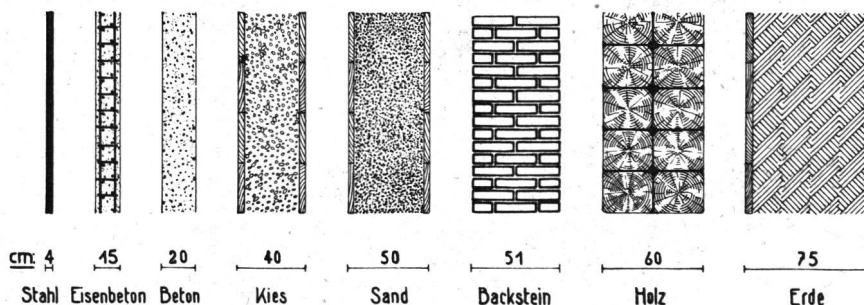 cm: 4 15 20 40 50 51 60 75
Stahl Eisenbeton Beton Kies Sand Backstein Holz Erde